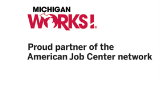 MICHIGAN
WORKS!
Proud partner of the
American Job Center network